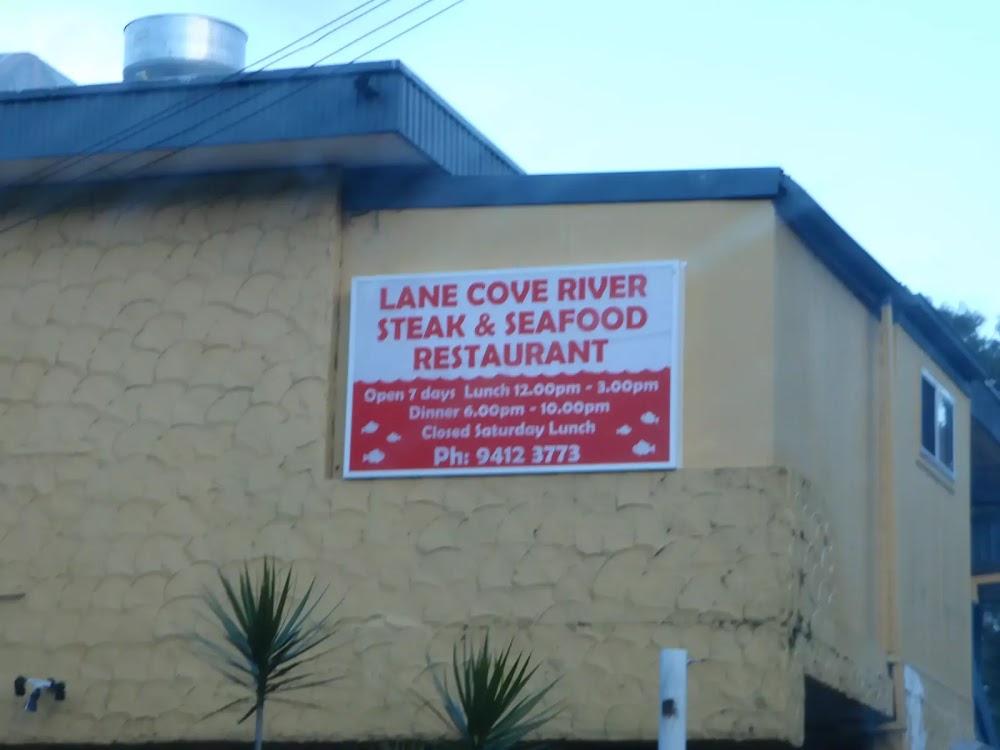 LANE COVE RIVER
STEAK & SEAFOOD
RESTAURANT
Open 7 days Lunch 12.00pm - 3.00pm
Dinner 6.00pm - 10.00pm
Closed Saturday Lunch
Ph: 9412 3773